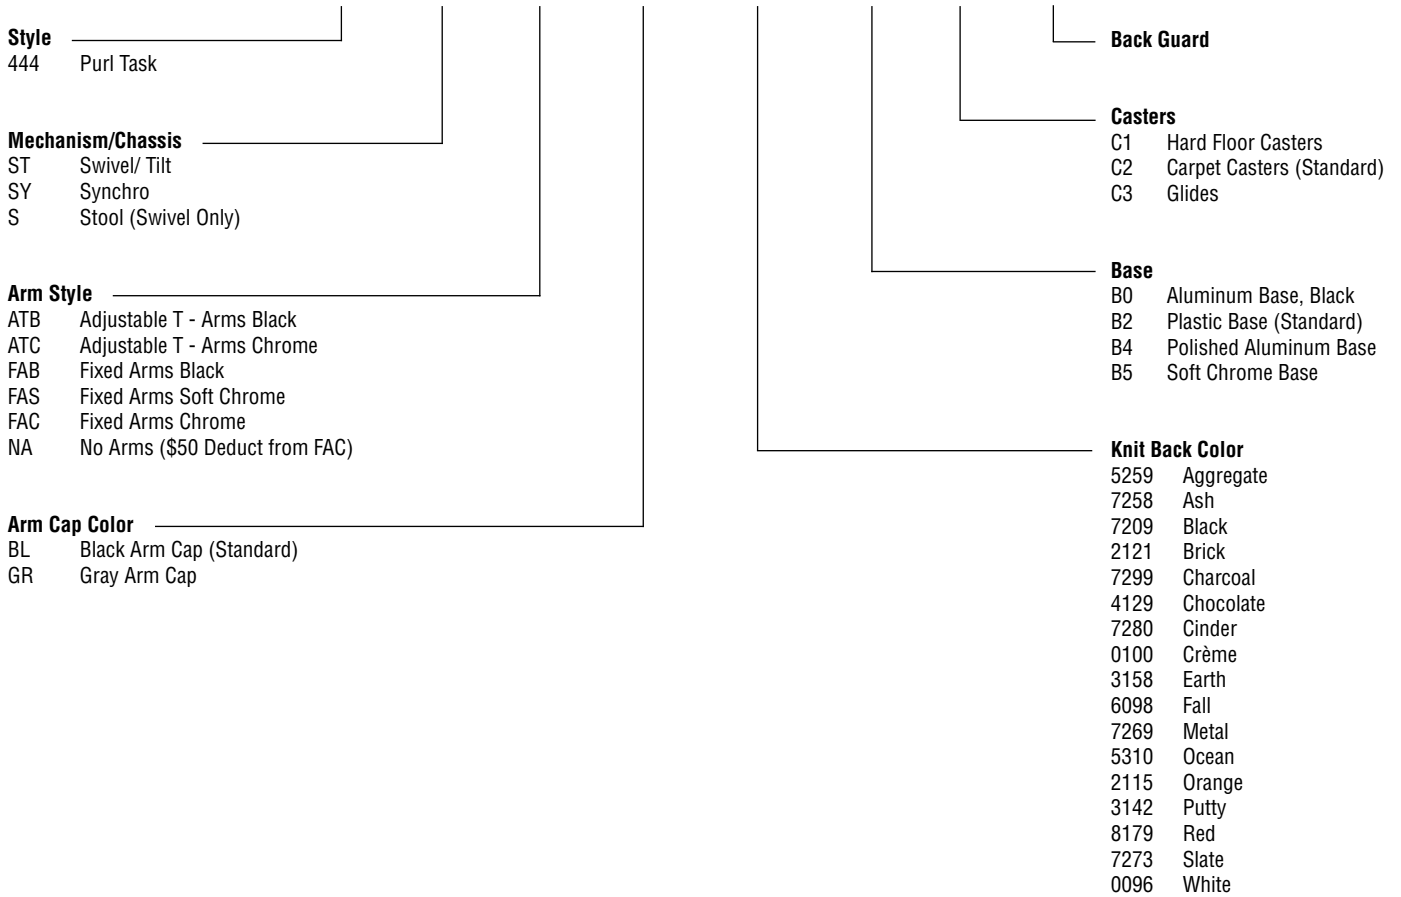 Style
444 Purl Task
Mechanism/Chassis
ST Swivel/ Tilt
SY Synchro
S Stool (Swivel Only)
Arm Style
ATB Adjustable T - Arms Black
ATC Adjustable T - Arms Chrome
FAB Fixed Arms Black
FAS Fixed Arms Soft Chrome
FAC Fixed Arms Chrome
NA No Arms ($50 Deduct from FAC)
Arm Cap Color
BL Black Arm Cap (Standard)
GR Gray Arm Cap
Back Guard
Casters
C1 Hard Floor Casters
C2 Carpet Casters (Standard)
C3 Glides
Base
B0 Aluminum Base, Black
B2 Plastic Base (Standard)
B4 Polished Aluminum Base
B5 Soft Chrome Base
Knit Back Color
5259 Aggregate
7258 Ash
7209 Black
2121 Brick
7299 Charcoal
4129 Chocolate
7280 Cinder
0100 Crème
3158 Earth
6098 Fall
7269 Metal
5310 Ocean
2115 Orange
3142 Putty
8179 Red
7273 Slate
0096 White